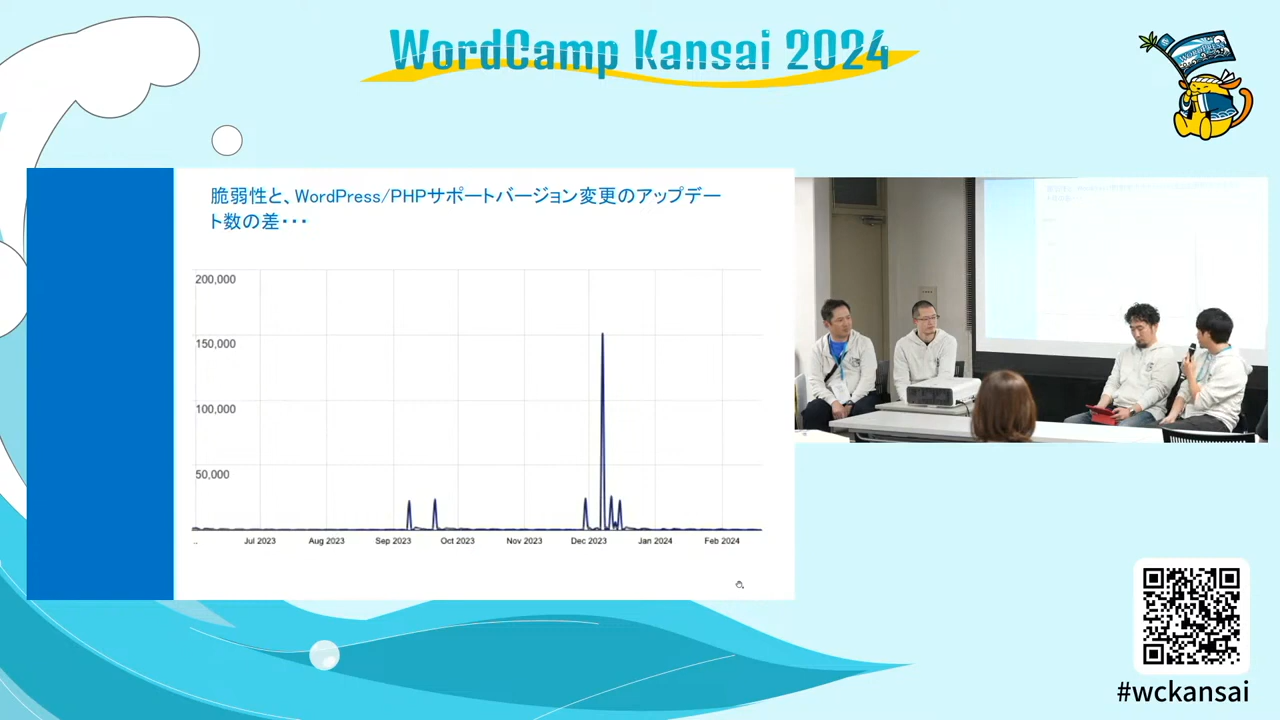 WordCamp Kansai 2024
WORDPRESS
脆弱性と、WordPress/PHPサポートバージョン変更のアップデー
ト数の差・・・
200,000
150,000
100,000
50,000
..
Jul 2023
Aug 2023
Sep 2023
Oct 2023
Nov 2023
Dec 2023
Jan 2024
Feb 2024
#wckansai